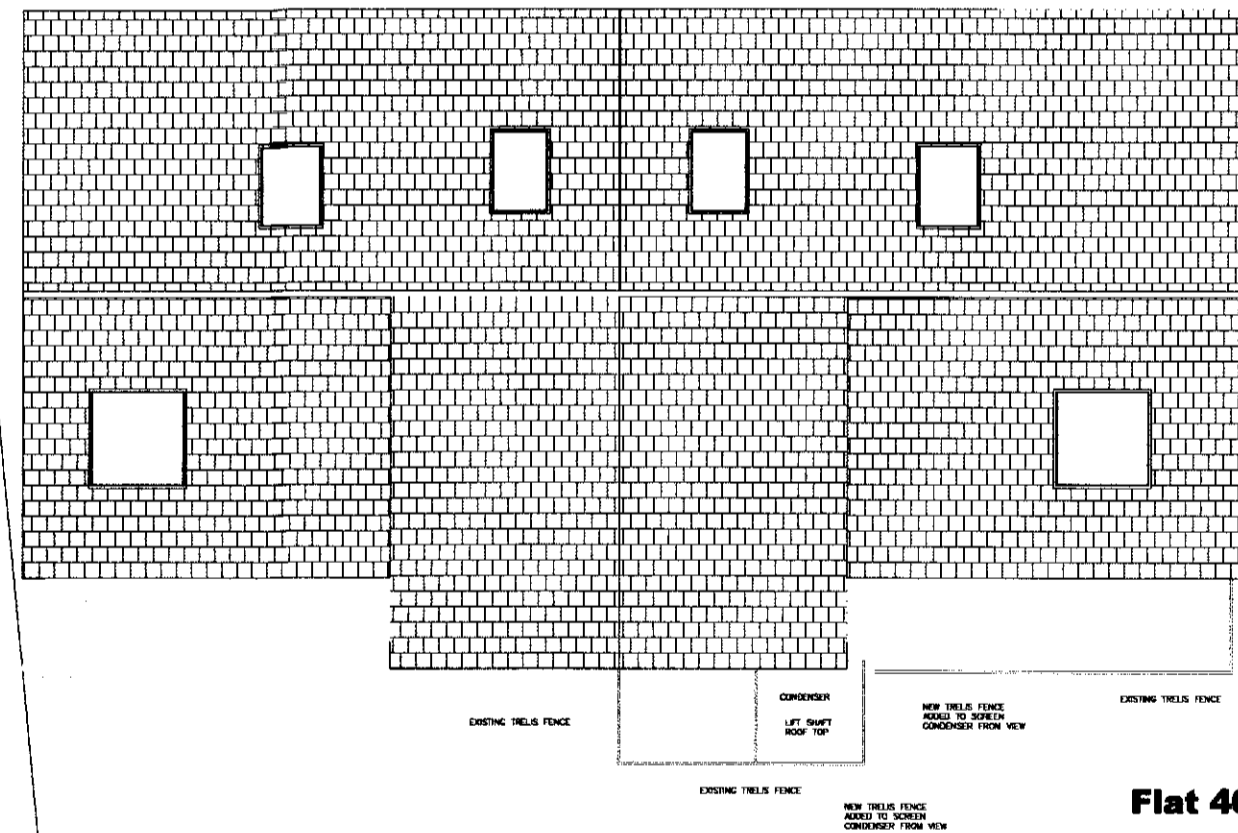 CONDENSER
LIFT SHAFT
ROOF TOP
EXISTING TRELIS FENCE
NEW TRELIS FENCE
ADDED TO SCREEN
CONDENSER FROM VIEW
EXISTING TRELIS FENCE
EXISTING TRELIS FENCE
NEW TRELIS FENCE
ADDED TO SCREEN
CONDENSER FROM VIEW
Flat